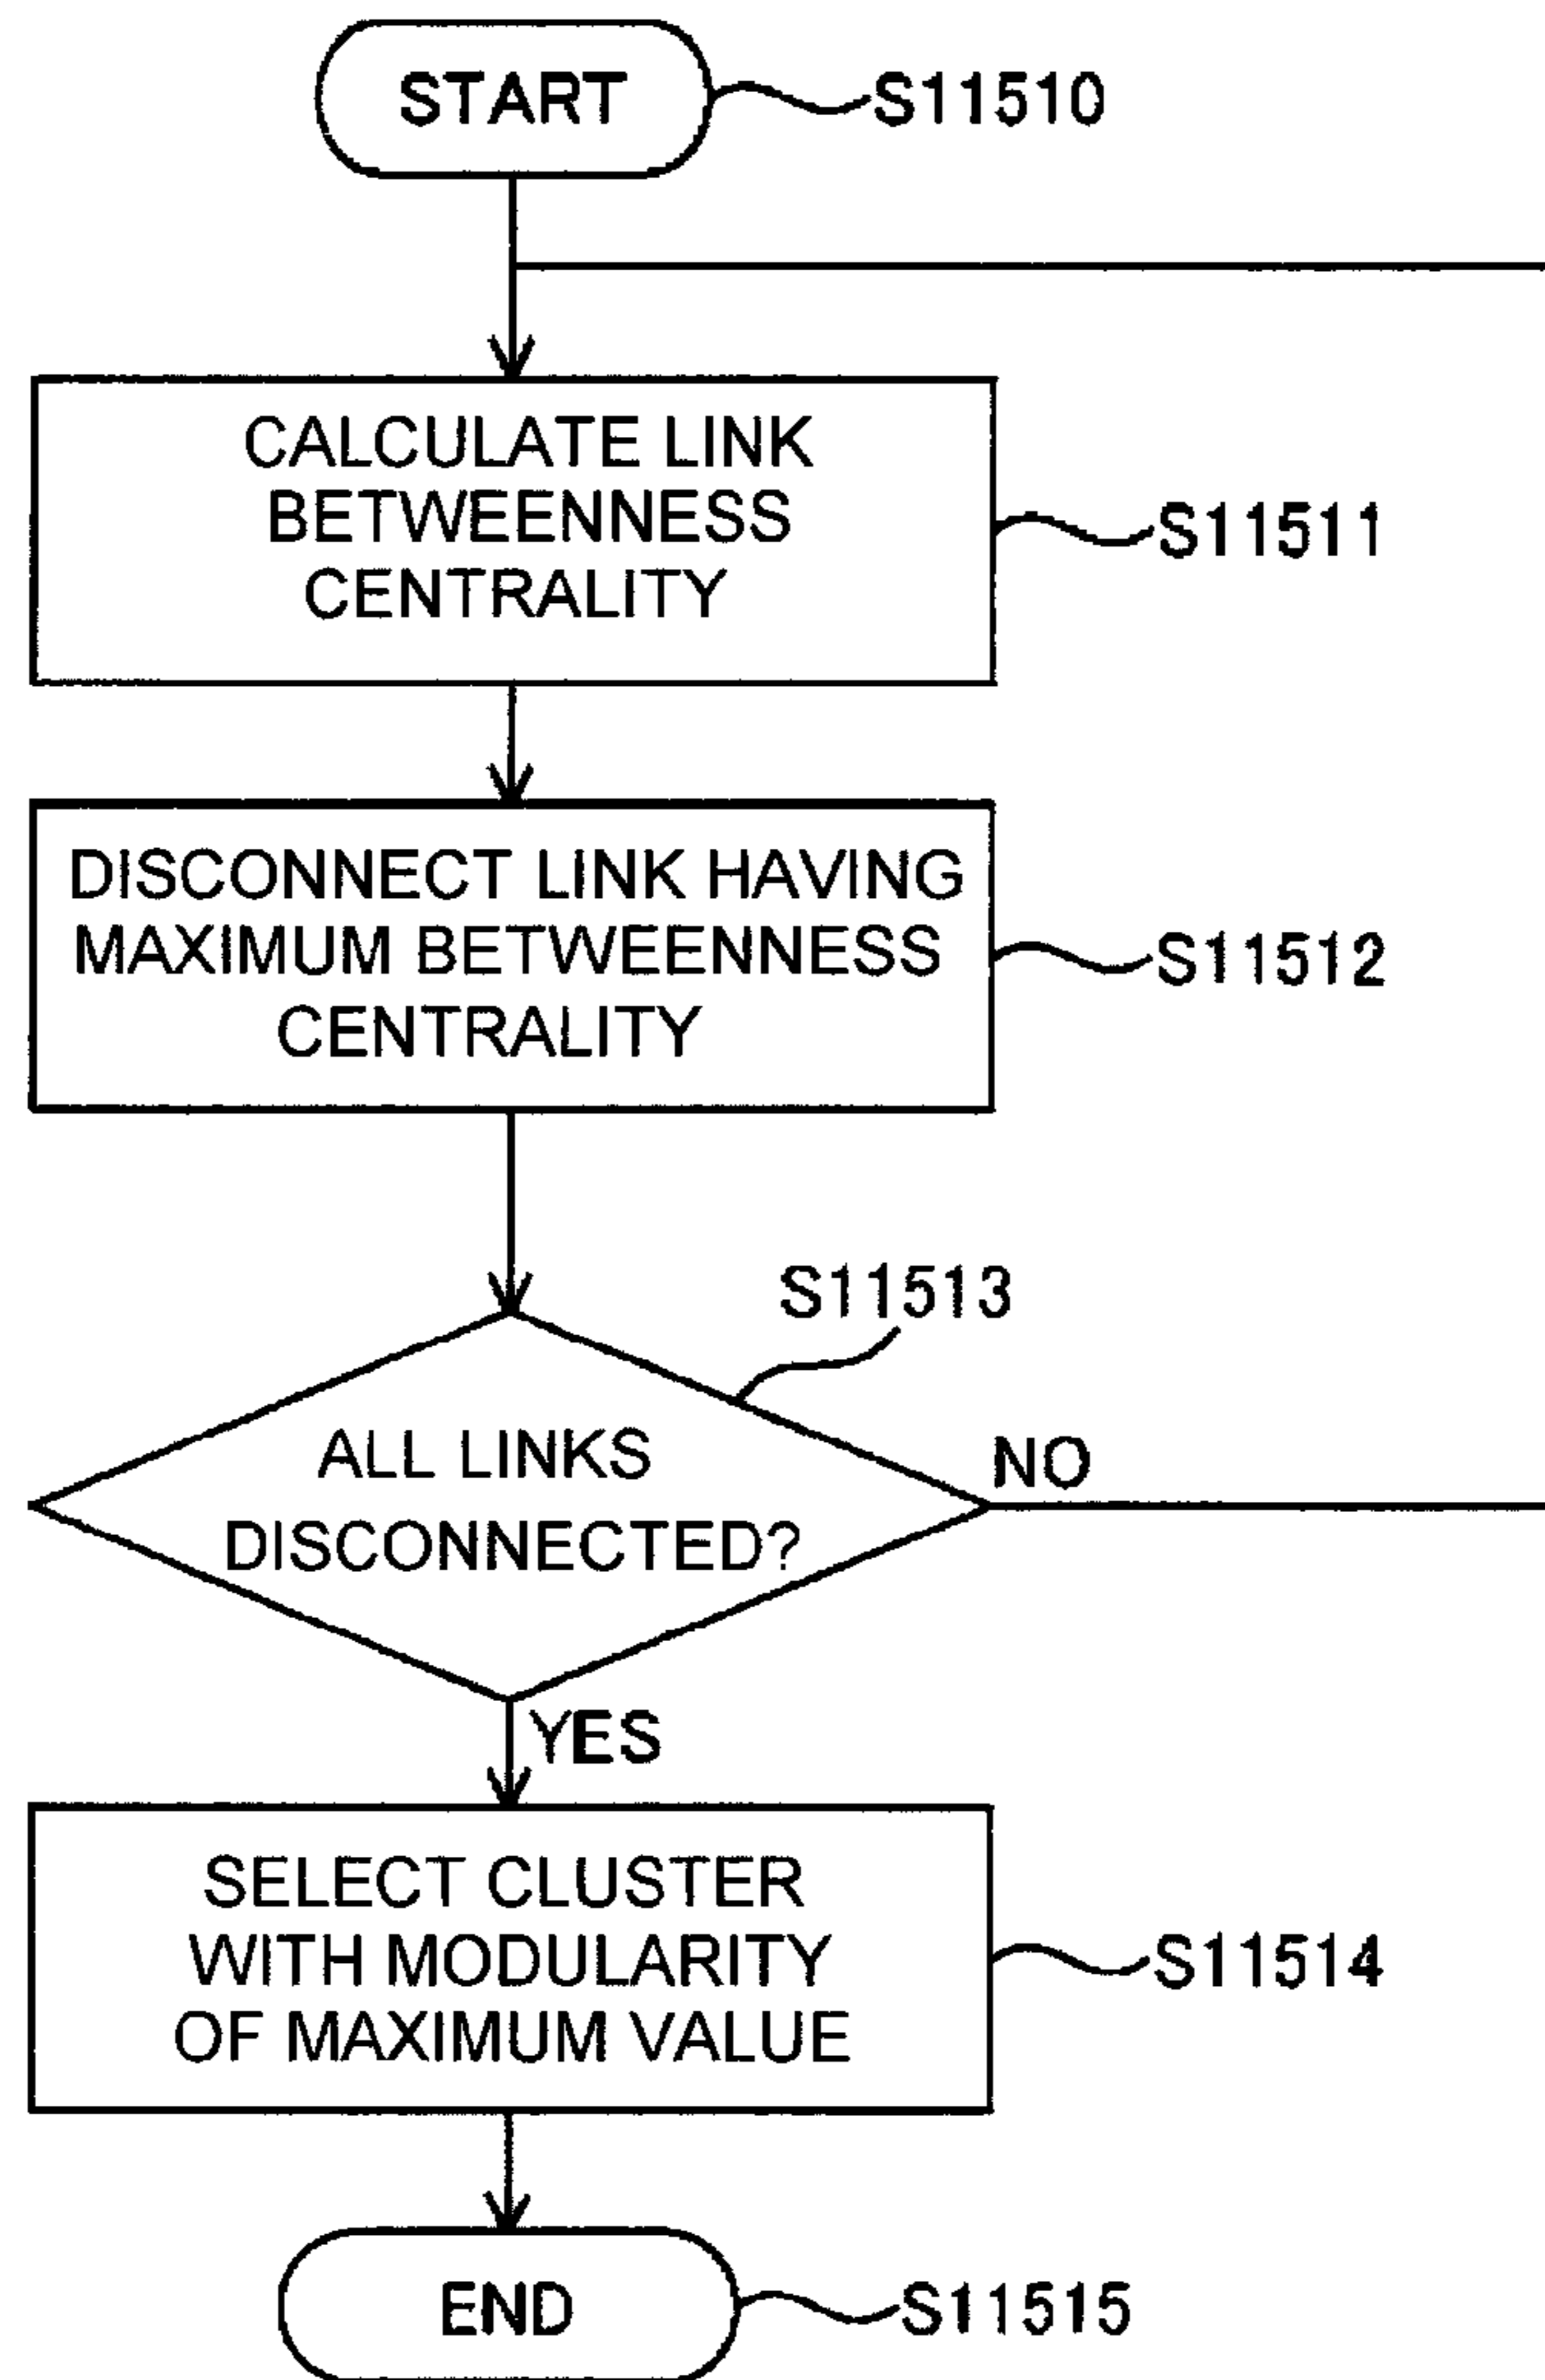 START
S11510
CALCULATE LINK
BETWEENNESS
CENTRALITY
S11511
DISCONNECT LINK HAVING
MAXIMUM BETWEENNESS
CENTRALITY
S11512
S11513
ALL LINKS
DISCONNECTED?
NO
YES
SELECT CLUSTER
WITH MODULARITY
OF MAXIMUM VALUE
S11514
END
S11515